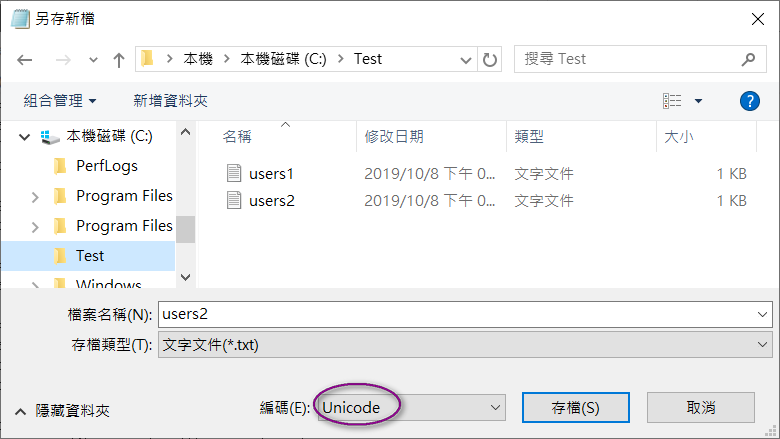 另存新檔
本機 本機磁碟 (C:) Test
搜尋 Test
組合管理 新增資料夾
本機磁碟 (C:)
PerfLogs
Program Files
Program Files
Test
Windows
名稱 修改日期 類型 大小
users1 2019/10/8 下午 0... 文字文件 1 KB
users2 2019/10/8 下午 0... 文字文件 1 KB
檔案名稱(N): users2
存檔類型(T): 文字文件(*.txt)
隱藏資料夾 編碼(E): Unicode 存檔(S) 取消